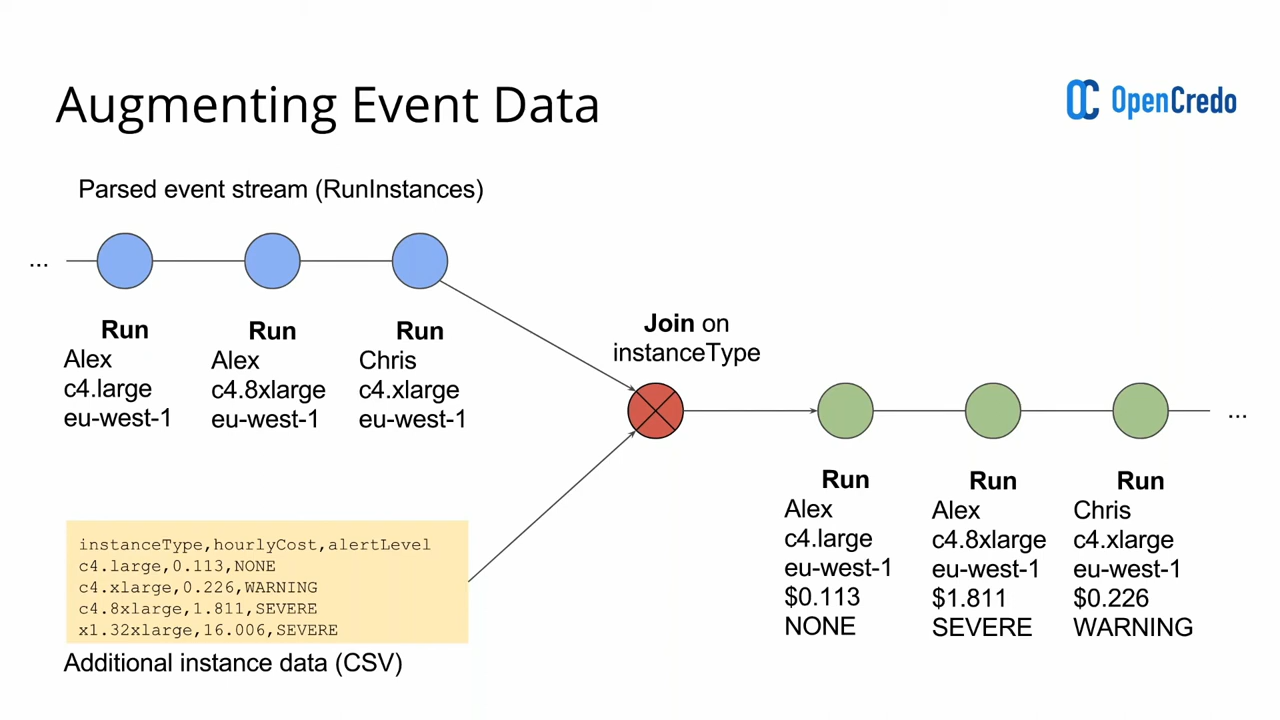 Augmenting Event Data
OpenCredo
Parsed event stream (RunInstances)
...
Run
Alex
c4.large
eu-west-1
Run
Alex
c4.8xlarge
eu-west-1
Run
Chris
c4.xlarge
eu-west-1
Join on
instanceType
...
Run
Alex
c4.large
eu-west-1
$0.113
NONE
Run
Alex
c4.8xlarge
eu-west-1
$1.811
SEVERE
Run
Chris
c4.xlarge
eu-west-1
$0.226
WARNING
instanceType,hourlyCost,alertLevel
c4.large,0.113,NONE
c4.xlarge,0.226,WARNING
c4.8xlarge,1.811,SEVERE
x1.32xlarge,16.006,SEVERE
Additional instance data (CSV)